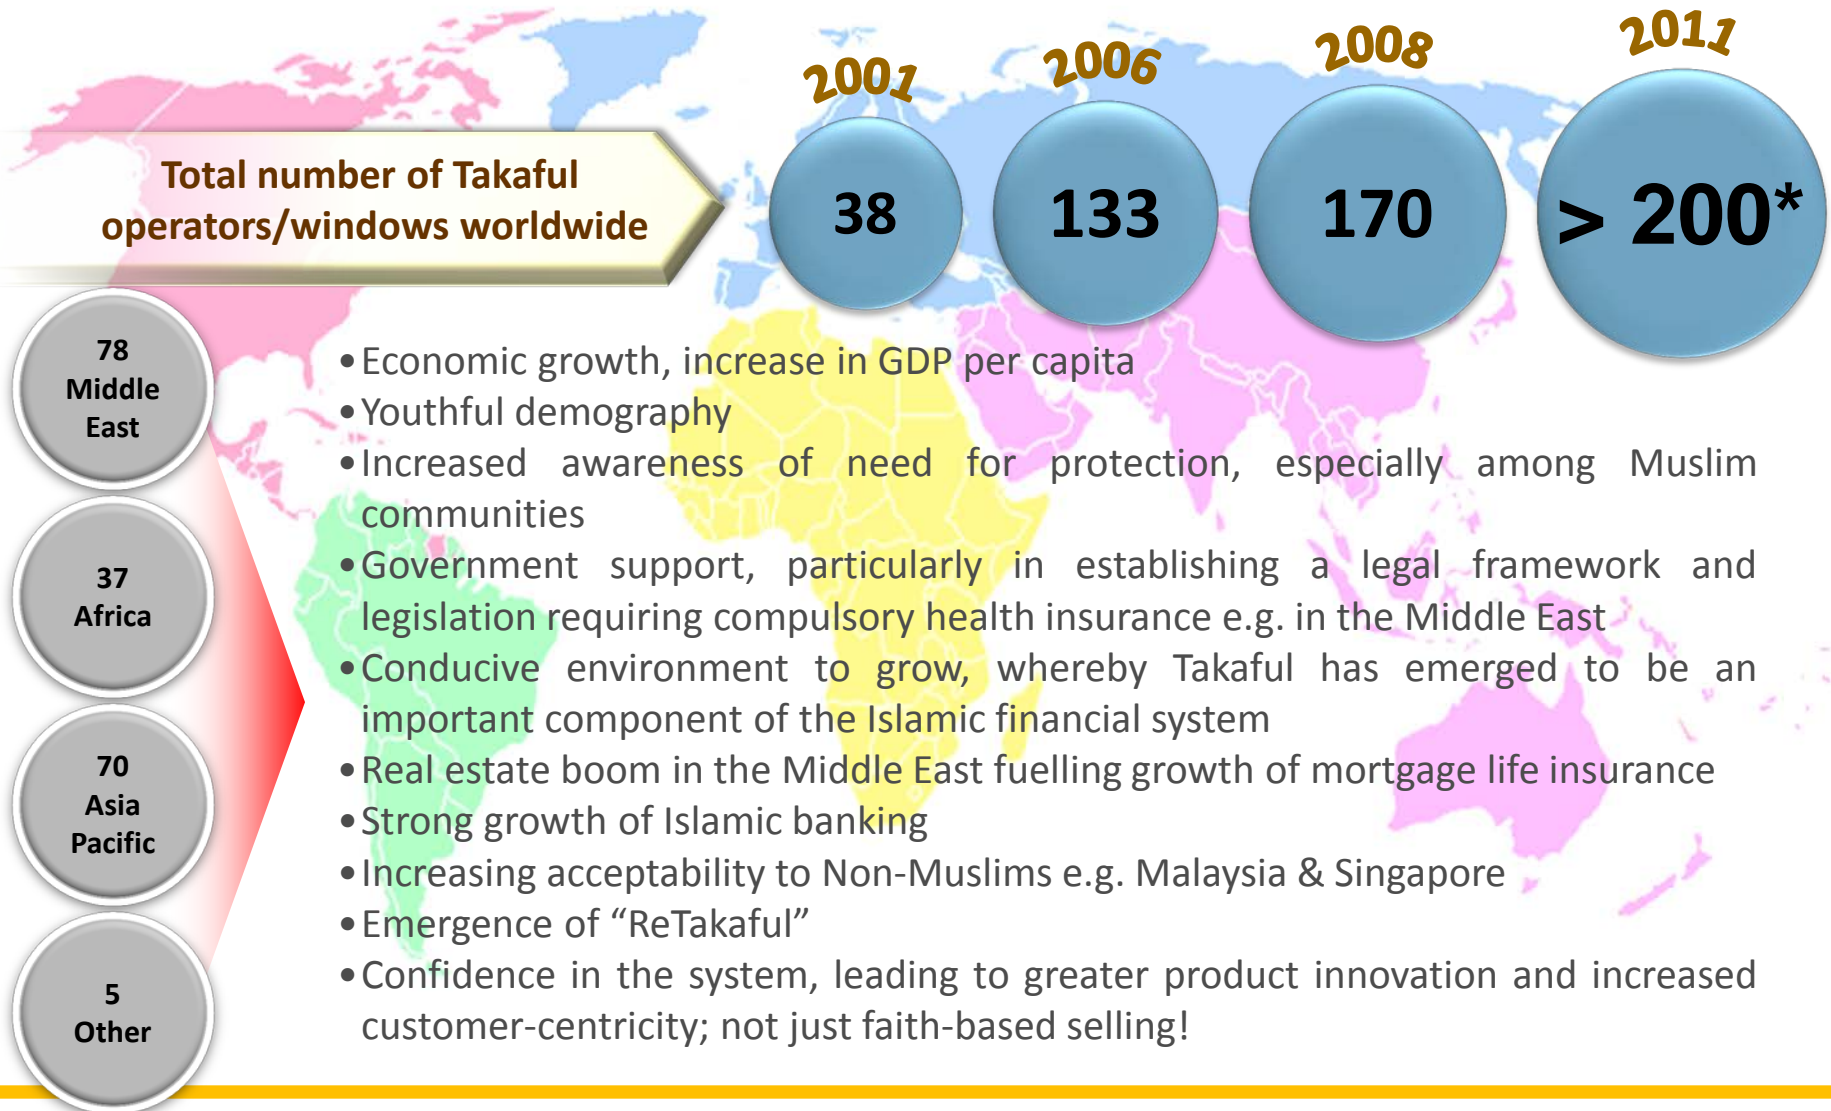 2001
2006
2008
2011
Total number of Takaful
operators/windows worldwide
38
133
170
> 200*
78
Middle
East
37
Africa
70
Asia
Pacific
5
Other
•Economic growth, increase in GDP per capita
•Youthful demography
•Increased awareness of need for protection, especially among Muslim
communities
•Government support, particularly in establishing a legal framework and
legislation requiring compulsory health insurance e.g. in the Middle East
•Conducive environment to grow, whereby Takaful has emerged to be an
important component of the Islamic financial system
•Real estate boom in the Middle East fuelling growth of mortgage life insurance
•Strong growth of Islamic banking
•Increasing acceptability to Non-Muslims e.g. Malaysia & Singapore
•Emergence of “ReTakaful”
•Confidence in the system, leading to greater product innovation and increased
customer-centricity; not just faith-based selling!